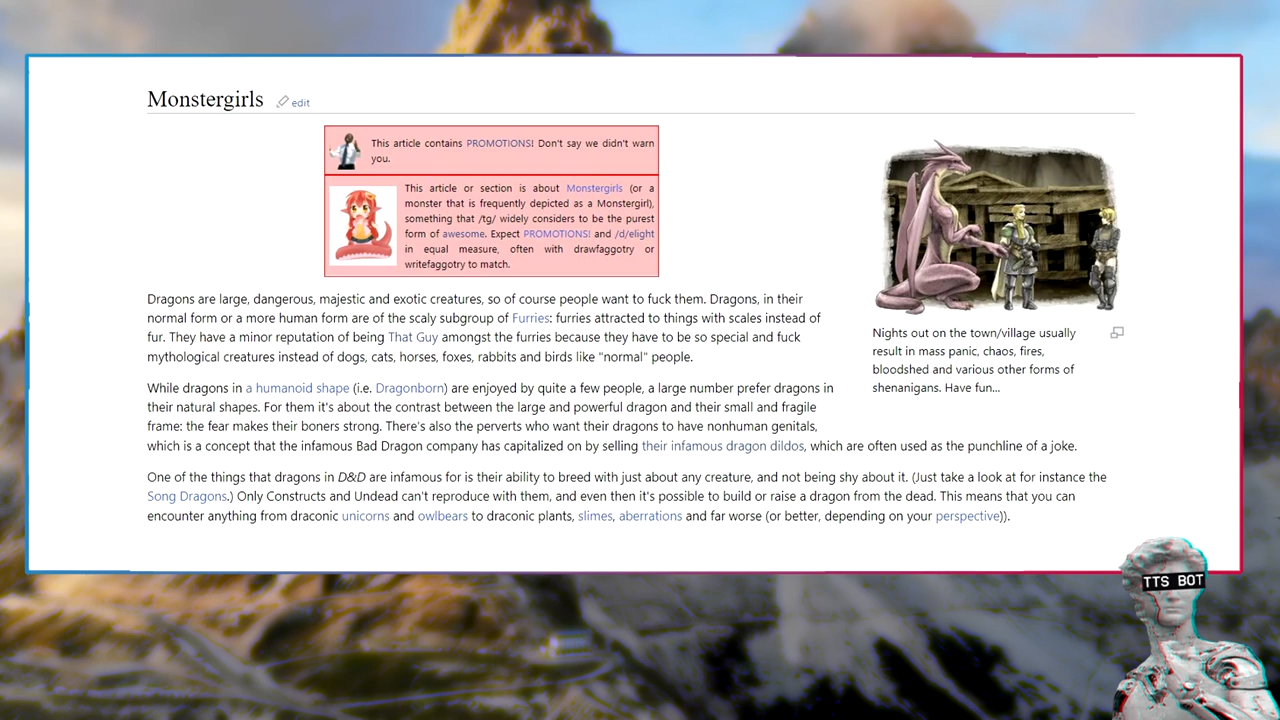 Monstergirls edit
This article contains PROMOTIONS! Don't say we didn't warn
you.
This article or section is about Monstergirls (or a
monster that is frequently depicted as a Monstergirl),
something that /tg/ widely considers to be the purest
form of awesome. Expect PROMOTIONS! and /d/elight
in equal measure, often with drawfaggotry or
writefaggotry to match.
Nights out on the town/village usually
result in mass panic, chaos, fires,
bloodshed and various other forms of
shenanigans. Have fun...
Dragons are large, dangerous, majestic and exotic creatures, so of course people want to fuck them. Dragons, in their
normal form or a more human form are of the scaly subgroup of Furries: furries attracted to things with scales instead of
fur. They have a minor reputation of being That Guy amongst the furries because they have to be so special and fuck
mythological creatures instead of dogs, cats, horses, foxes, rabbits and birds like "normal" people.
While dragons in a humanoid shape (i.e. Dragonborn) are enjoyed by quite a few people, a large number prefer dragons in
their natural shapes. For them it's about the contrast between the large and powerful dragon and their small and fragile
frame: the fear makes their boners strong. There's also the perverts who want their dragons to have nonhuman genitals,
which is a concept that the infamous Bad Dragon company has capitalized on by selling their infamous dragon dildos, which are often used as the punchline of a joke.
One of the things that dragons in D&D are infamous for is their ability to breed with just about any creature, and not being shy about it. (Just take a look at for instance the
Song Dragons.) Only Constructs and Undead can't reproduce with them, and even then it's possible to build or raise a dragon from the dead. This means that you can
encounter anything from draconic unicorns and owlbears to draconic plants, slimes, aberrations and far worse (or better, depending on your perspective)).
TTS BOT